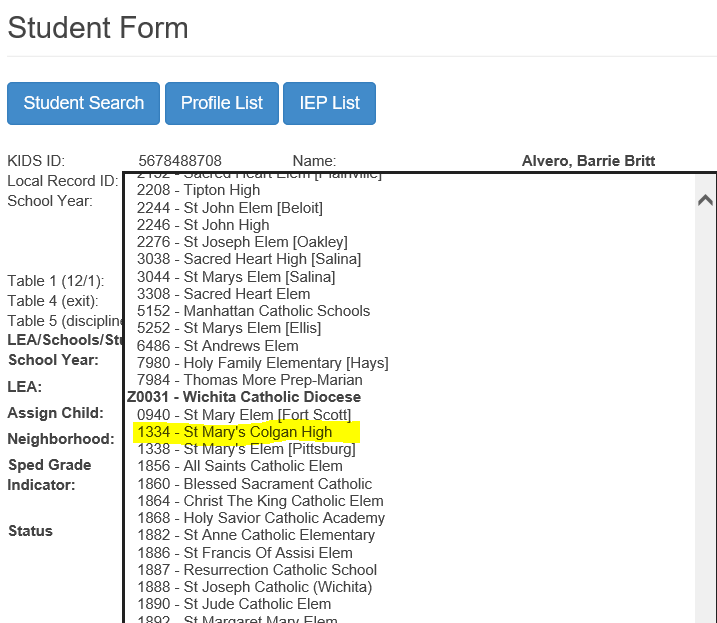 Student Form
Student Search Profile List IEP List
KIDS ID: 5678488708 Name: Alvero, Barrie Britt
Local Record ID:
School Year:
Table 1 (12/1):
Table 4 (exit):
Table 5 (discipline
LEA/Schools/Stu
School Year:
LEA:
Assign Child:
Neighborhood:
Sped Grade
Indicator:
Status
2192 - Sacred Heart Elem [Plainville]
2208 - Tipton High
2244 - St John Elem [Beloit]
2246 - St John High
2276 - St Joseph Elem [Oakley]
3038 - Sacred Heart High [Salina]
3044 - St Marys Elem [Salina]
3308 - Sacred Heart Elem
5152 - Manhattan Catholic Schools
5252 - St Marys Elem [Ellis]
6486 - St Andrews Elem
7980 - Holy Family Elementary [Hays]
7984 - Thomas More Prep-Marian
Z0031 - Wichita Catholic Diocese
0940 - St Mary Elem [Fort Scott]
1334 - St Mary's Colgan High
1338 - St Mary's Elem [Pittsburg]
1856 - All Saints Catholic Elem
1860 - Blessed Sacrament Catholic
1864 - Christ The King Catholic Elem
1868 - Holy Savior Catholic Academy
1882 - St Anne Catholic Elementary
1886 - St Francis Of Assisi Elem
1887 - Resurrection Catholic School
1888 - St Joseph Catholic (Wichita)
1890 - St Jude Catholic Elem
1892 - St Margaret Mary Elem